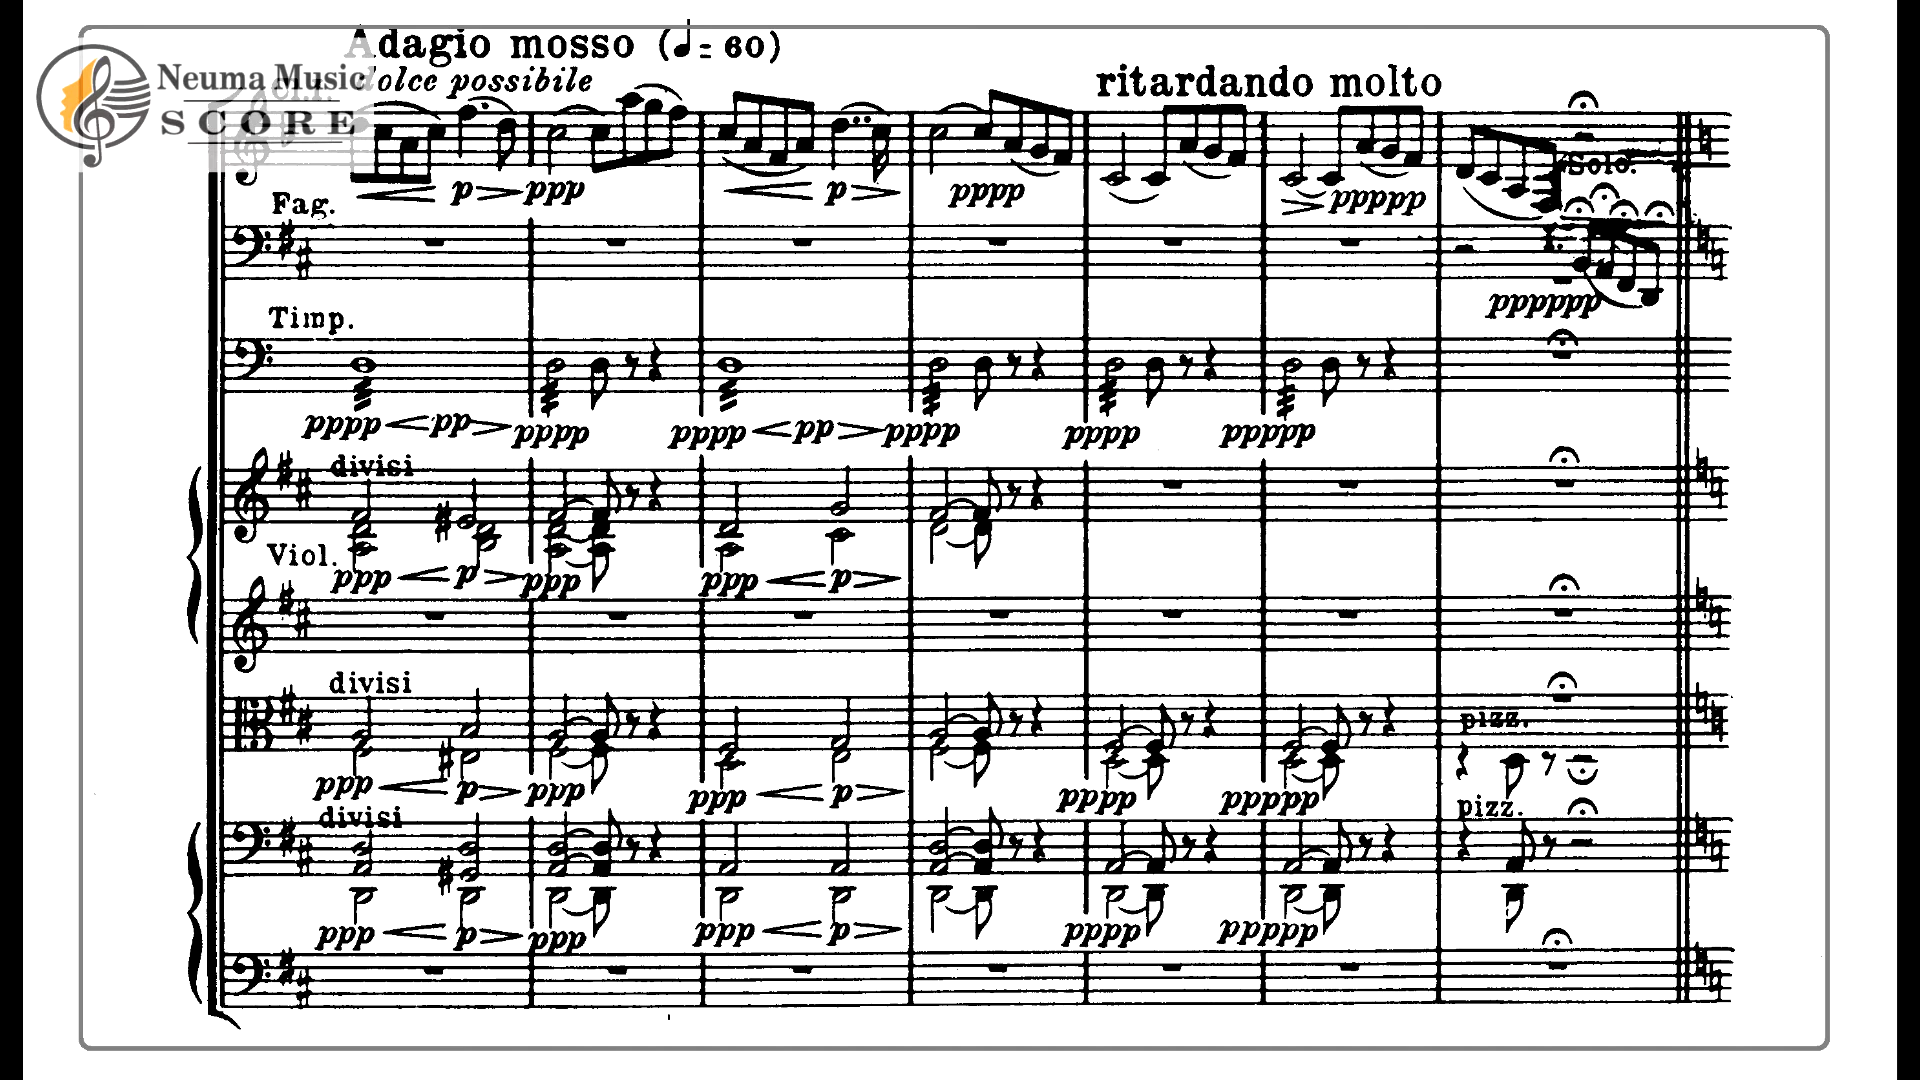 Adagio mosso (♩= 60)
dolce possibile
Neuma Music
SCORE
ritardando molto
p ppp p pppp ppppp
Solo.
Fag.
1.
pppppp
Timp.
pppp pp pppp pppp pp pppp pppp ppppp
divisi
Viol.
ppp p ppp ppp p
divisi
pizz.
ppp p ppp ppp p pppp ppppp
divisi
pizz.
ppp p ppp ppp p pppp ppppp